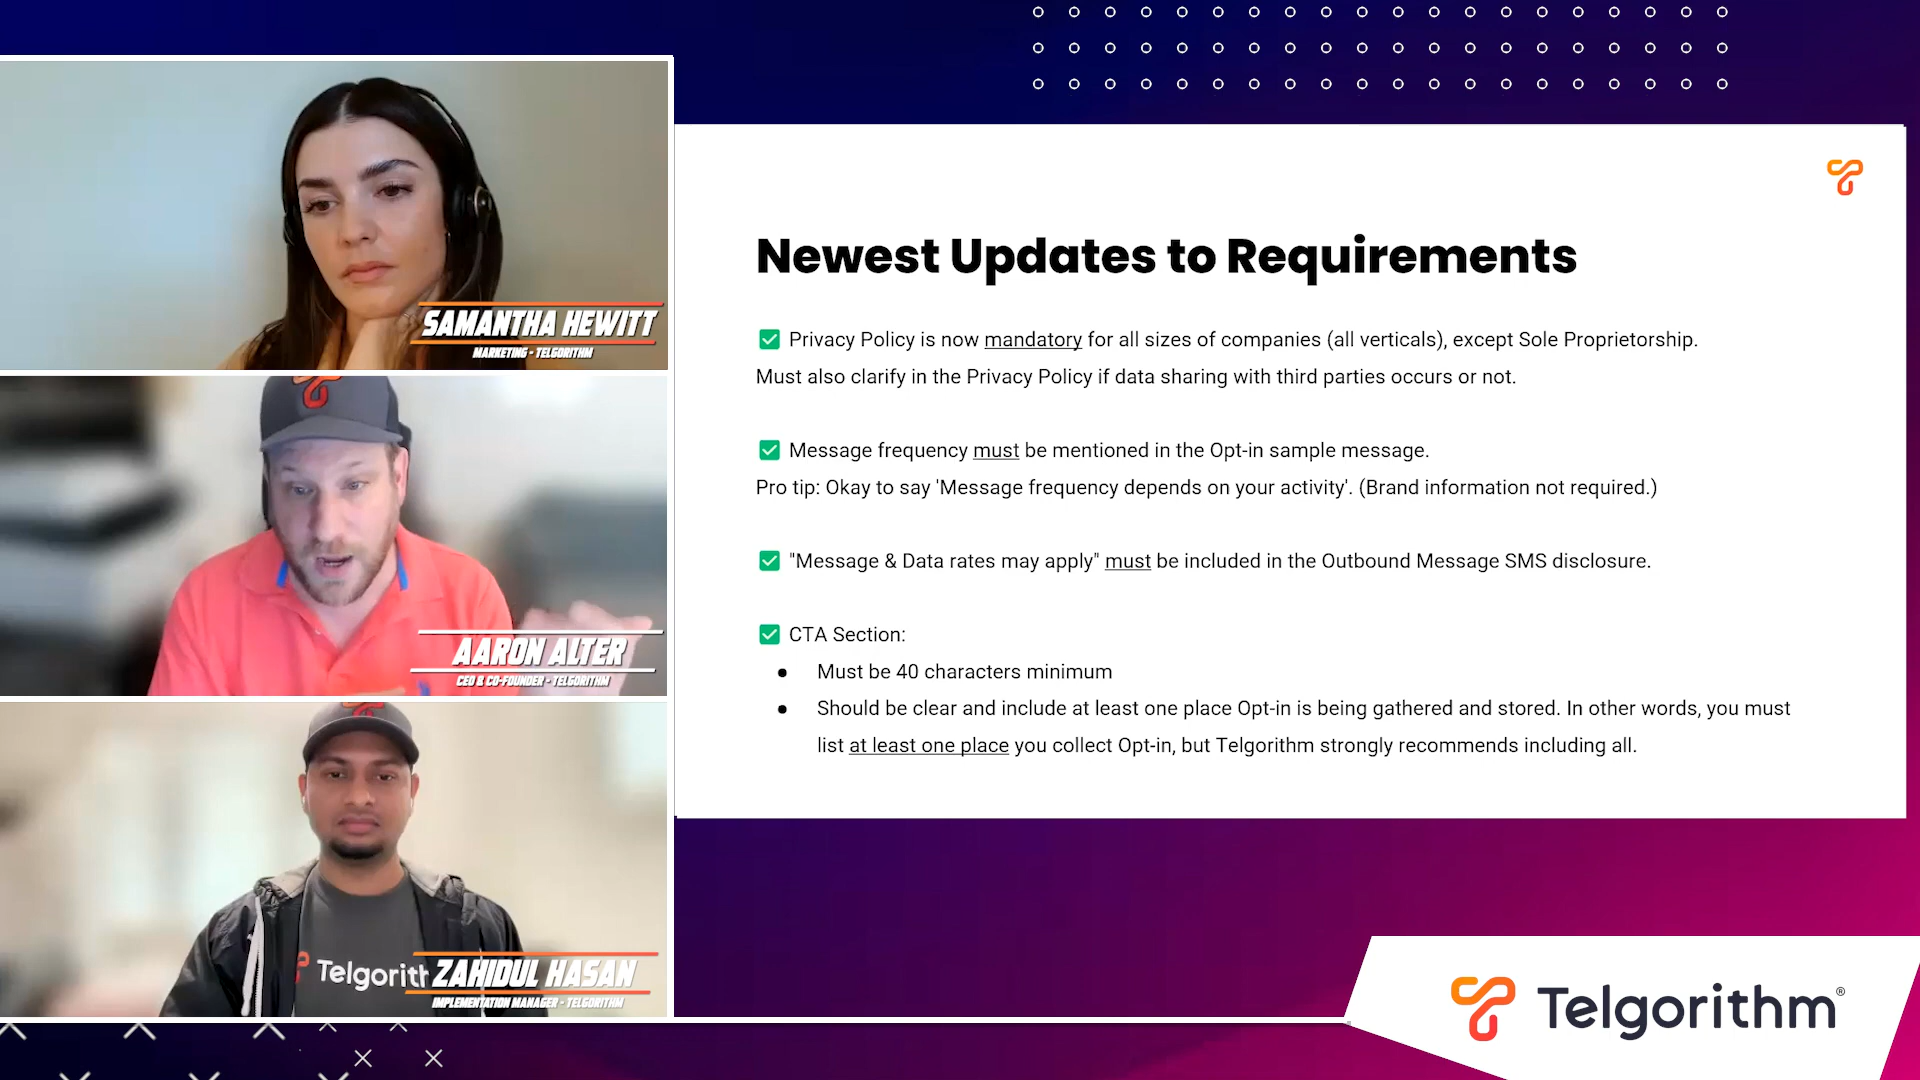 SAMANTHA HEWITT
MARKETING - TELGORITHM
AARON ALTER
CEO & CO-FOUNDER - TELGORITHM
Telgorith
ZAHIDUL HASAN
IMPLEMENTATION MANAGER - TELGORITHM
Newest Updates to Requirements
✅ Privacy Policy is now mandatory for all sizes of companies (all verticals), except Sole Proprietorship.
Must also clarify in the Privacy Policy if data sharing with third parties occurs or not.
✅ Message frequency must be mentioned in the Opt-in sample message.
Pro tip: Okay to say 'Message frequency depends on your activity'. (Brand information not required.)
✅ "Message & Data rates may apply" must be included in the Outbound Message SMS disclosure.
✅ CTA Section:
● Must be 40 characters minimum
● Should be clear and include at least one place Opt-in is being gathered and stored. In other words, you must
list at least one place you collect Opt-in, but Telgorithm strongly recommends including all.
Telgorithm®